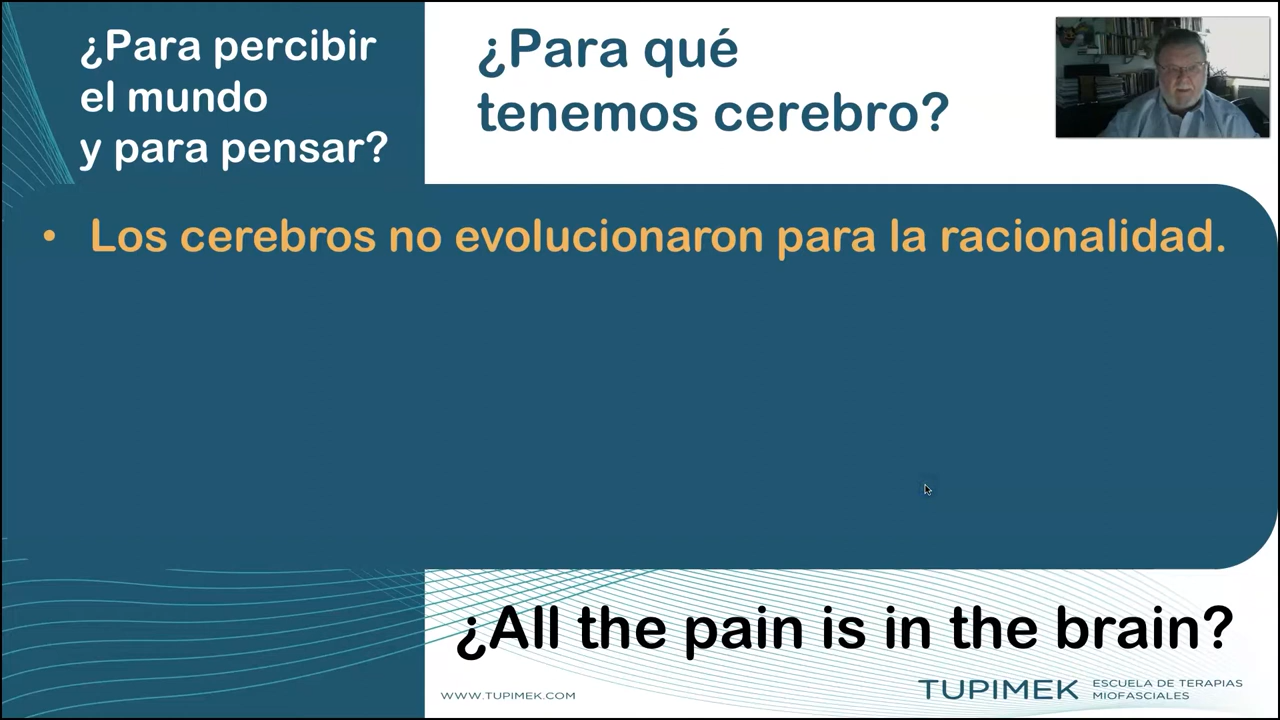 ¿Para percibir
el mundo
y para pensar?
¿Para qué
tenemos cerebro?
• Los cerebros no evolucionaron para la racionalidad.
¿All the pain is in the brain?
WWW.TUPIMEK.COM
TUPIMEK
ESCUELA DE TERAPIAS
MIOFASCIALES